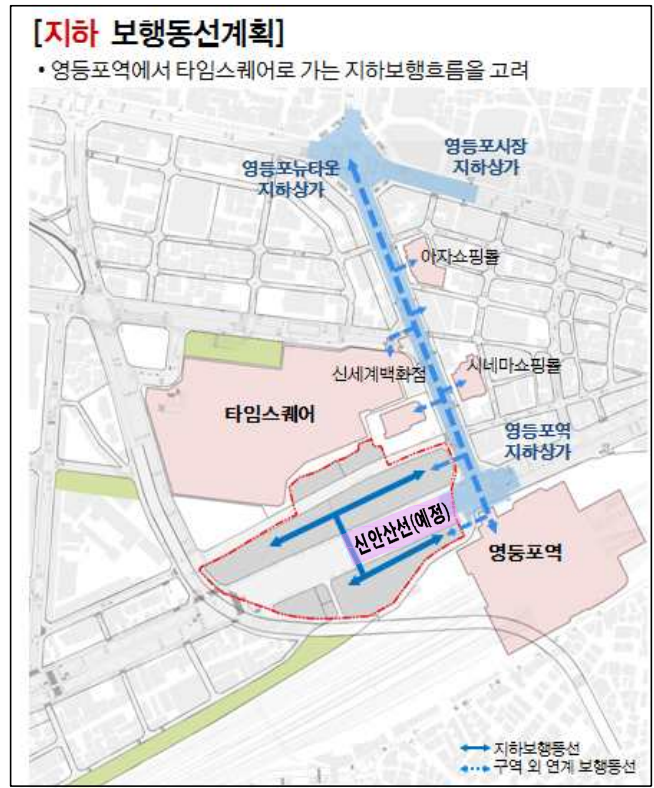 [지하 보행동선계획]
• 영등포역에서 타임스퀘어로 가는 지하보행흐름을 고려
영등포시장
지하상가
영등포뉴타운
지하상가
아자쇼핑몰
시네마쇼핑몰
신세계백화점
타임스퀘어
영등포역
지하상가
신안산선(예정)
영등포역
지하보행동선
구역 외 연계 보행동선